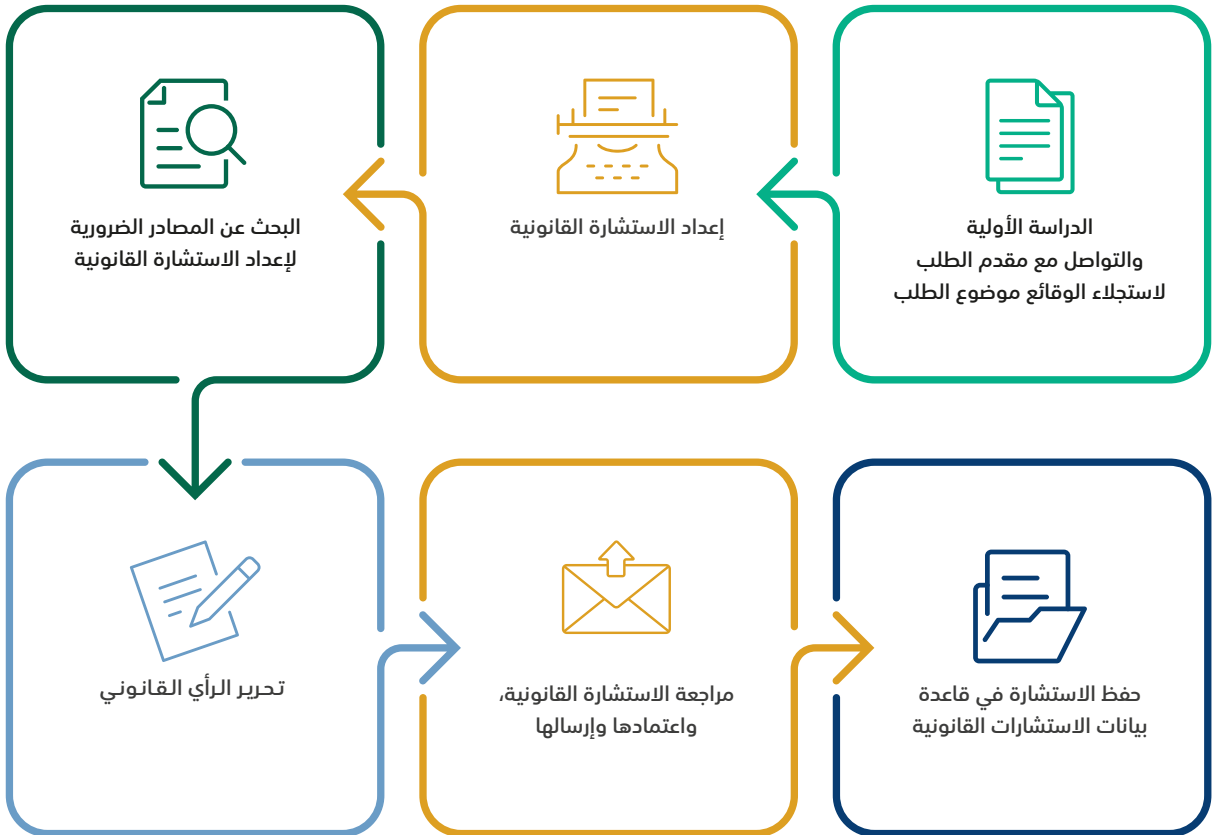 الدراسة الأولية
والتواصل مع مقدم الطلب
لاستجلاء الوقائع موضوع الطلب
إعداد الاستشارة القانونية
البحث عن المصادر الضرورية
لإعداد الاستشارة القانونية
تحرير الرأي القانوني
مراجعة الاستشارة القانونية،
واعتمادها وإرسالها
حفظ الاستشارة في قاعدة
بيانات الاستشارات القانونية